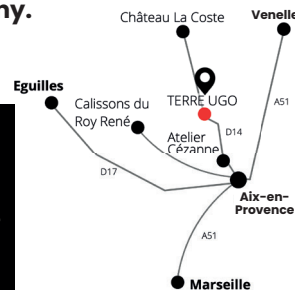 ny.
Château La Coste
Venelle
Eguilles
Calissons du
Roy René
TERRE UGO
A51
D14
Atelier
Cézanne
D17
Aix-en-
Provence
A51
Marseille